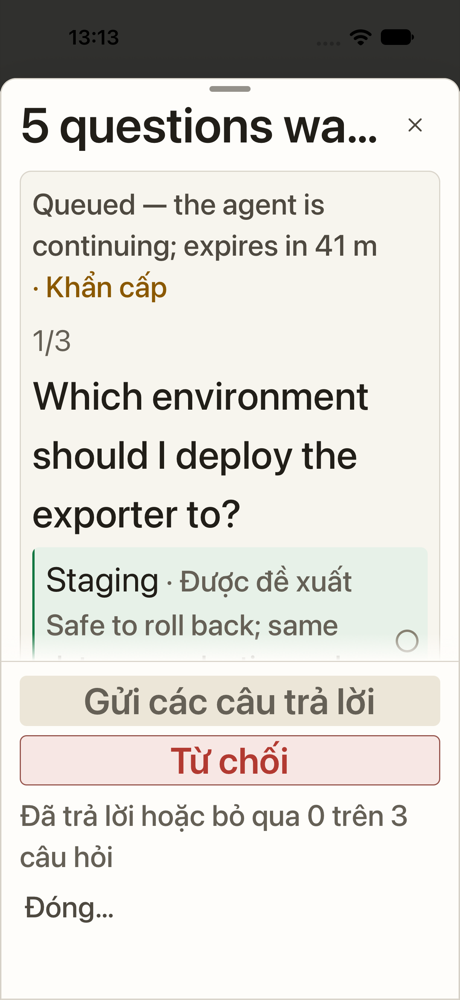 13:13
5 questions wa...
Queued — the agent is
continuing; expires in 41 m
· Khẩn cấp
1/3
Which environment
should I deploy the
exporter to?
Staging · Được đề xuất
Safe to roll back; same
Gửi các câu trả lời
Từ chối
Đã trả lời hoặc bỏ qua 0 trên 3
câu hỏi
Đóng...